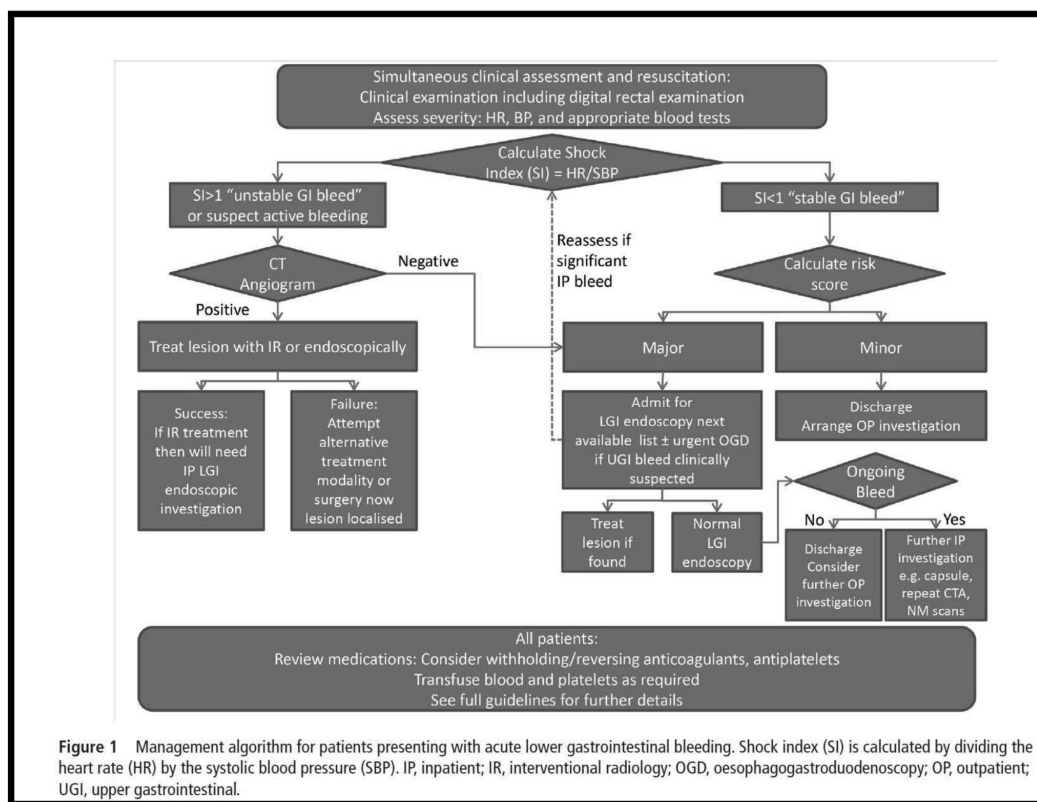 Simultaneous clinical assessment and resuscitation:
Clinical examination including digital rectal examination
Assess severity: HR, BP, and appropriate blood tests
Calculate Shock
Index (SI) = HR/SBP
SI>1 “unstable GI bleed”
or suspect active bleeding
SI<1 “stable GI bleed”
Reassess if
significant
IP bleed
CT
Angiogram
Negative
Positive
Calculate risk
score
Treat lesion with IR or endoscopically
Major
Minor
Success:
If IR treatment
then will need
IP LGI
endoscopic
investigation
Failure:
Attempt
alternative
treatment
modality or
surgery now
lesion localised
Admit for
LGI endoscopy next
available list ± urgent OGD
if UGI bleed clinically
suspected
Discharge
Arrange OP investigation
Treat
lesion if
found
Normal
LGI
endoscopy
Ongoing
Bleed
No
Yes
Discharge
Consider
further OP
investigation
Further IP
investigation
e.g. capsule,
repeat CTA,
NM scans
All patients:
Review medications: Consider withholding/reversing anticoagulants, antiplatelets
Transfuse blood and platelets as required
See full guidelines for further details
Figure 1 Management algorithm for patients presenting with acute lower gastrointestinal bleeding. Shock index (SI) is calculated by dividing the
heart rate (HR) by the systolic blood pressure (SBP). IP, inpatient; IR, interventional radiology; OGD, oesophagogastroduodenoscopy; OP, outpatient;
UGI, upper gastrointestinal.